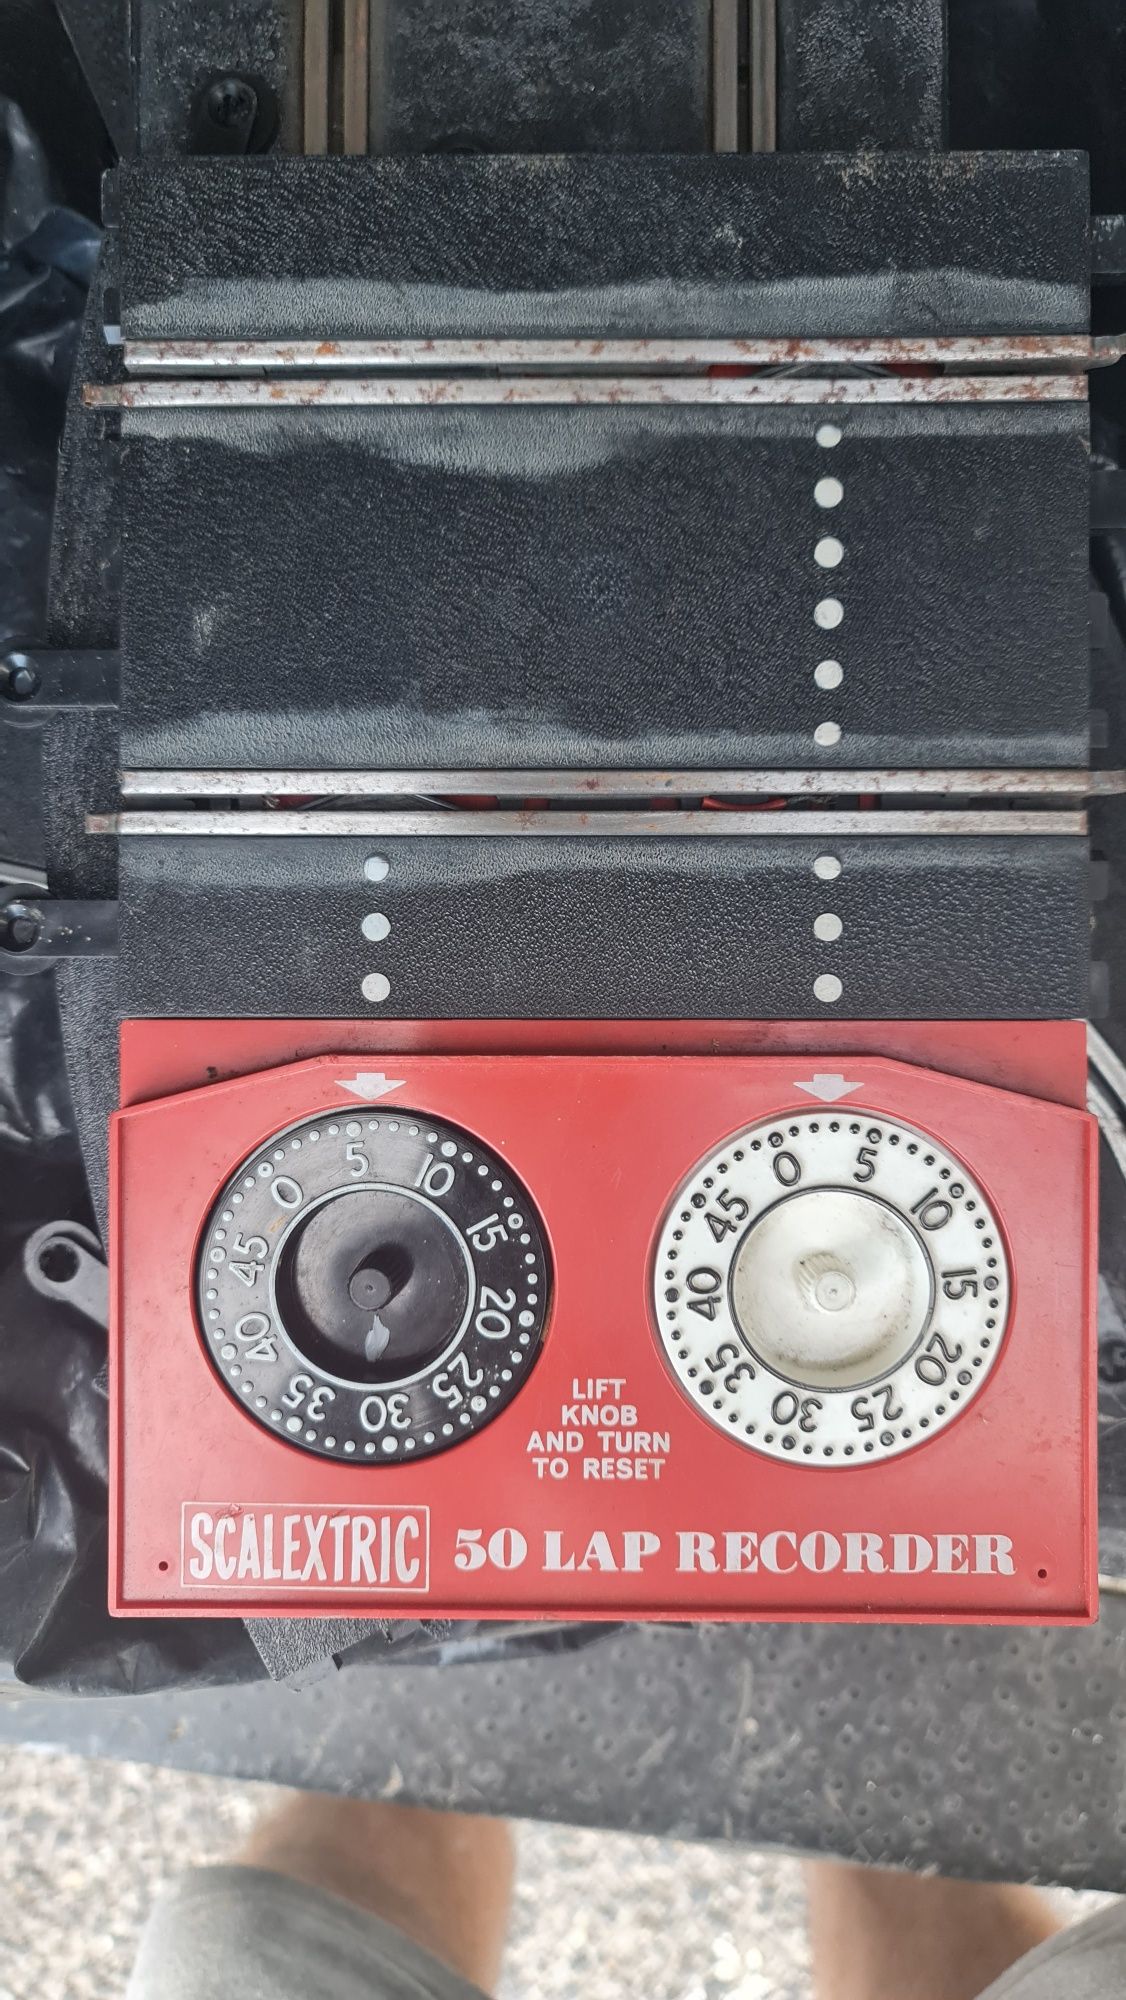 0 5 10 15 20 25 30 35 40 45
0 5 10 15 20 25 30 35 40 45
LIFT
KNOB
AND TURN
TO RESET
SCALEXTRIC 50 LAP RECORDER